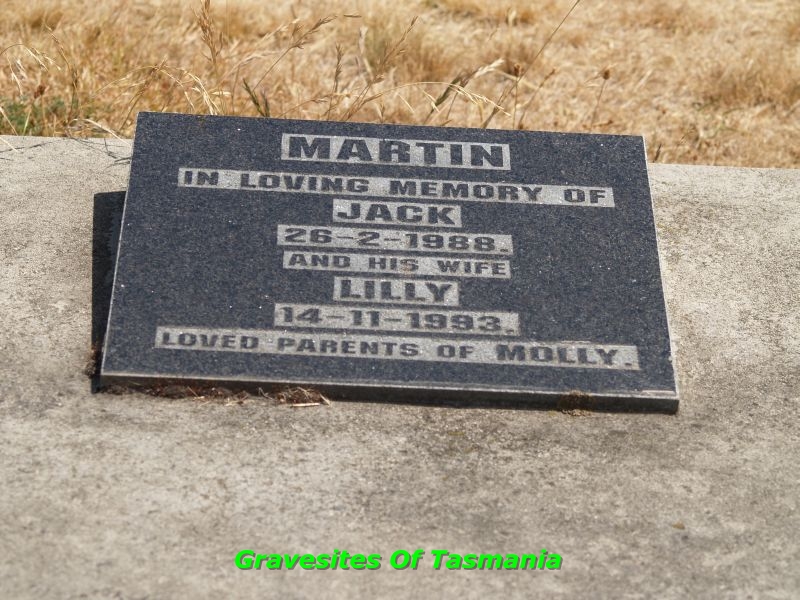 MARTIN
IN LOVING MEMORY OF
JACK
26-2-1988.
AND HIS WIFE
LILLY
14-11-1993.
LOVED PARENTS OF MOLLY.
Gravesites Of Tasmania